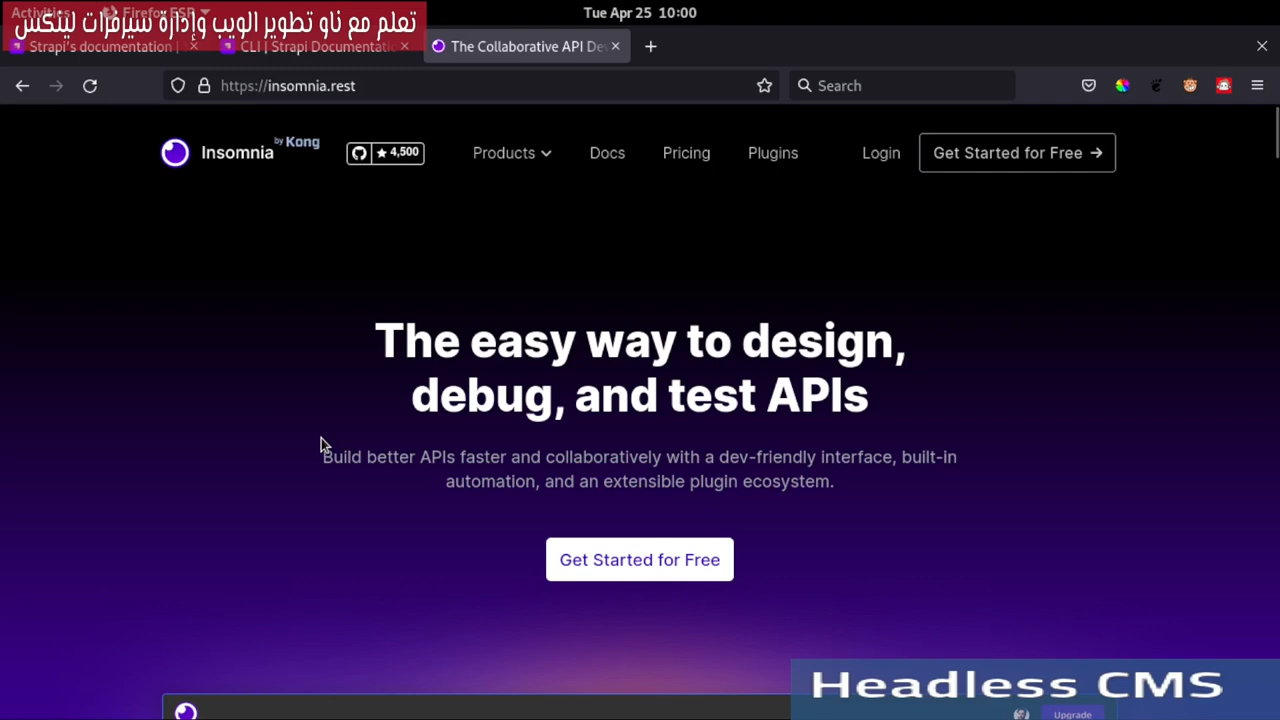 Activities
Firefox ESR
Tue Apr 25 10:00
تعلم مع ناو تطوير الويب وإدارة سيرفرات لينكس
Strapi's documentation |
CLI | Strapi Documentati
The Collaborative API De
https://insomnia.rest
Search
Insomnia by Kong
4,500
Products
Docs
Pricing
Plugins
Login
Get Started for Free →
The easy way to design,
debug, and test APIs
Build better APIs faster and collaboratively with a dev-friendly interface, built-in
automation, and an extensible plugin ecosystem.
Get Started for Free
Headless CMS
Upgrade